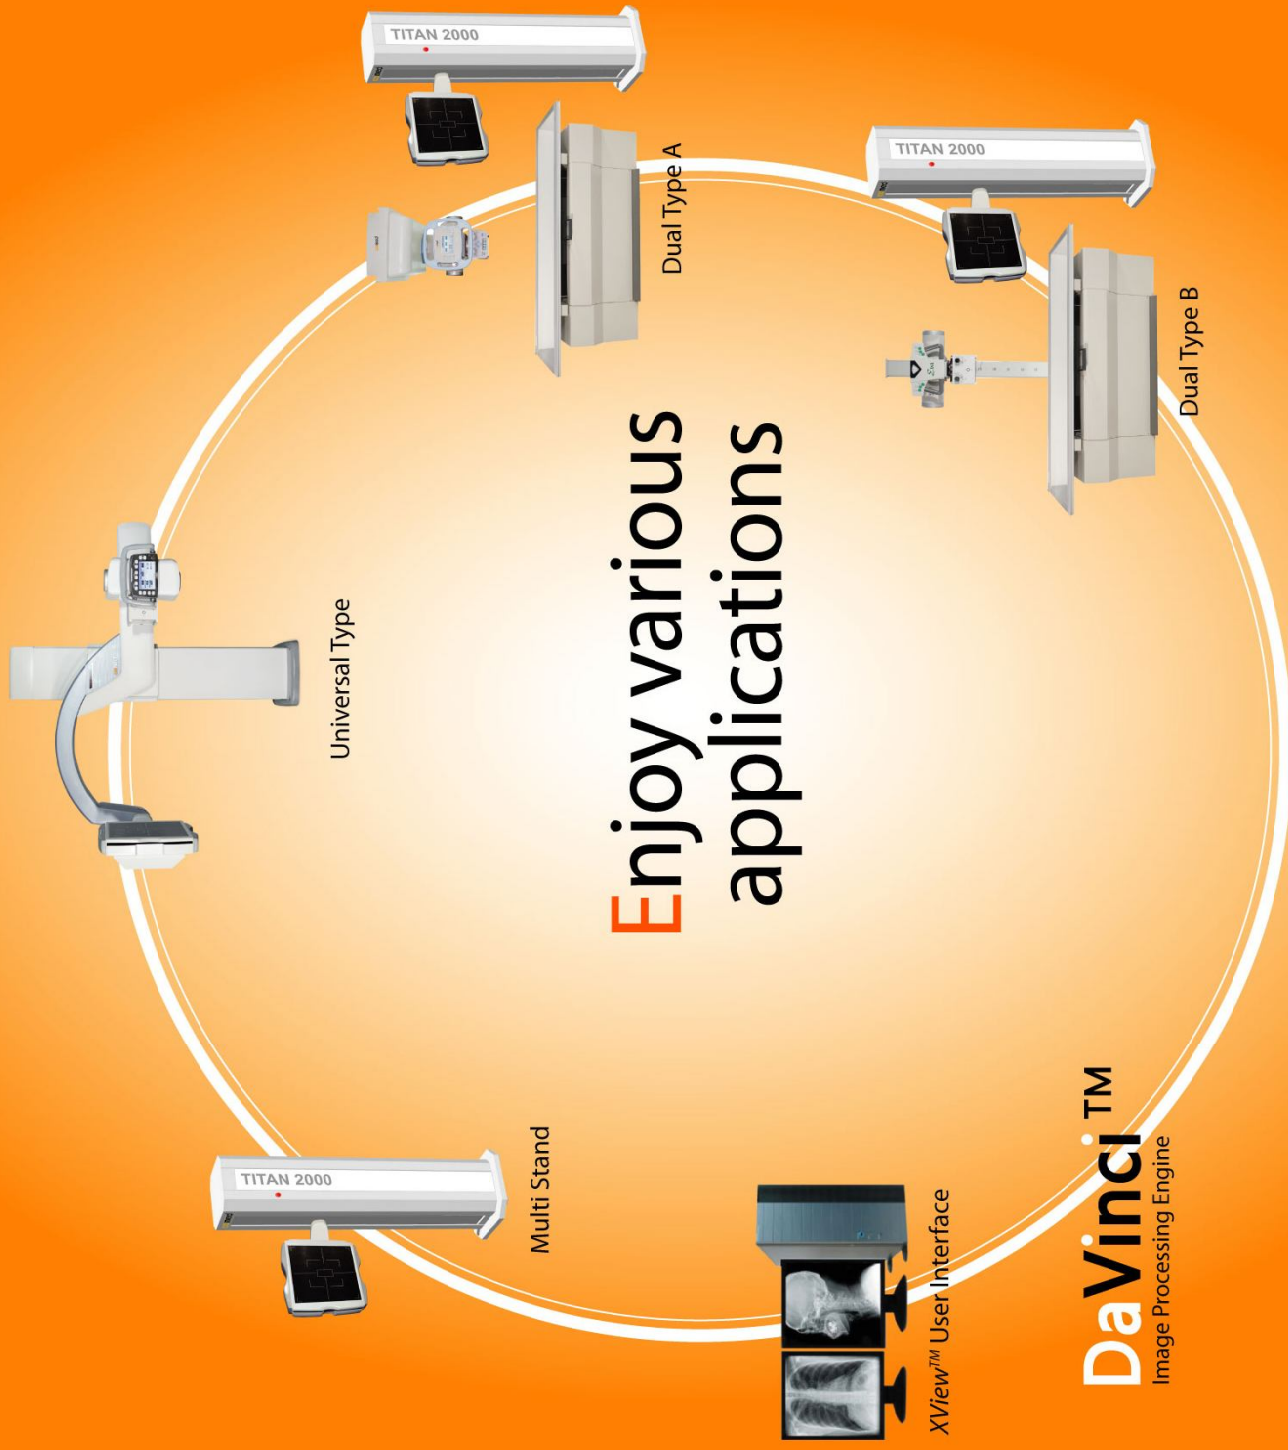 TITAN 2000
Multi Stand
Universal Type
TITAN 2000
Dual Type A
Enjoy various
applications
TITAN 2000
Dual Type B
XView™ User Interface
DaVinci™
Image Processing Engine